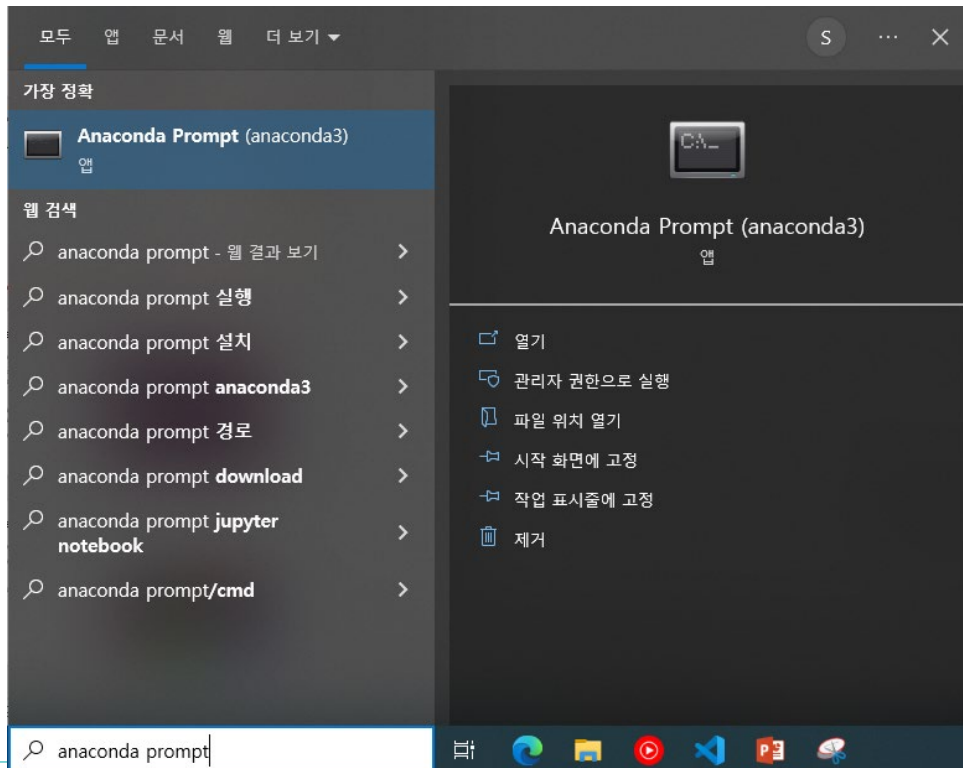 모두 앱 문서 웹 더 보기
S
가장 정확
Anaconda Prompt (anaconda3)
앱
웹 검색
anaconda prompt - 웹 결과 보기
anaconda prompt 실행
anaconda prompt 설치
anaconda prompt anaconda3
anaconda prompt 경로
anaconda prompt download
anaconda prompt jupyter
notebook
anaconda prompt/cmd
C:\_
Anaconda Prompt (anaconda3)
앱
열기
관리자 권한으로 실행
파일 위치 열기
시작 화면에 고정
작업 표시줄에 고정
제거
anaconda prompt